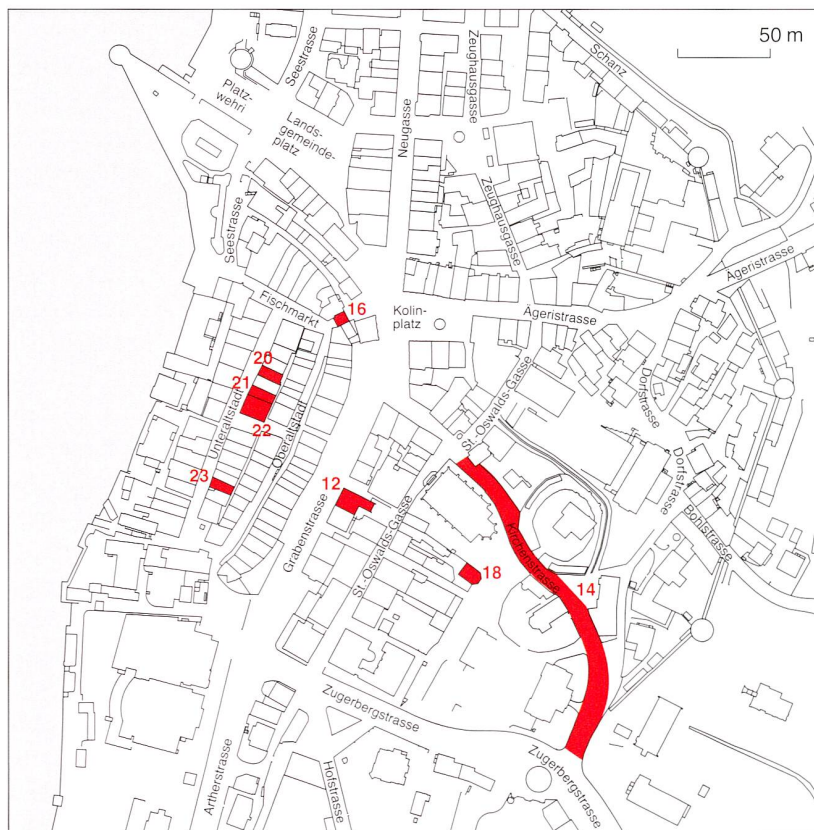 50 m
Schanz
Seestrasse
Zeughausgasse
Platz-
wehri
Lands-
gemeinde-
platz
Neugasse
Zeughausgasse
Seestrasse
Ägeristrasse
Fischmarkt
16
Kolin-
platz
Ägeristrasse
20
21
St.-Oswalds-Gasse
Dorfstrasse
Unteraltstadt
Oberaltstadt
22
Dorfstrasse
23
12
Bohlstrasse
Grabenstrasse
St.-Oswalds-Gasse
Kirchenstrasse
18
14
Zugerbergstrasse
Zugerbergstrasse
Artherstrasse
Hofstrasse